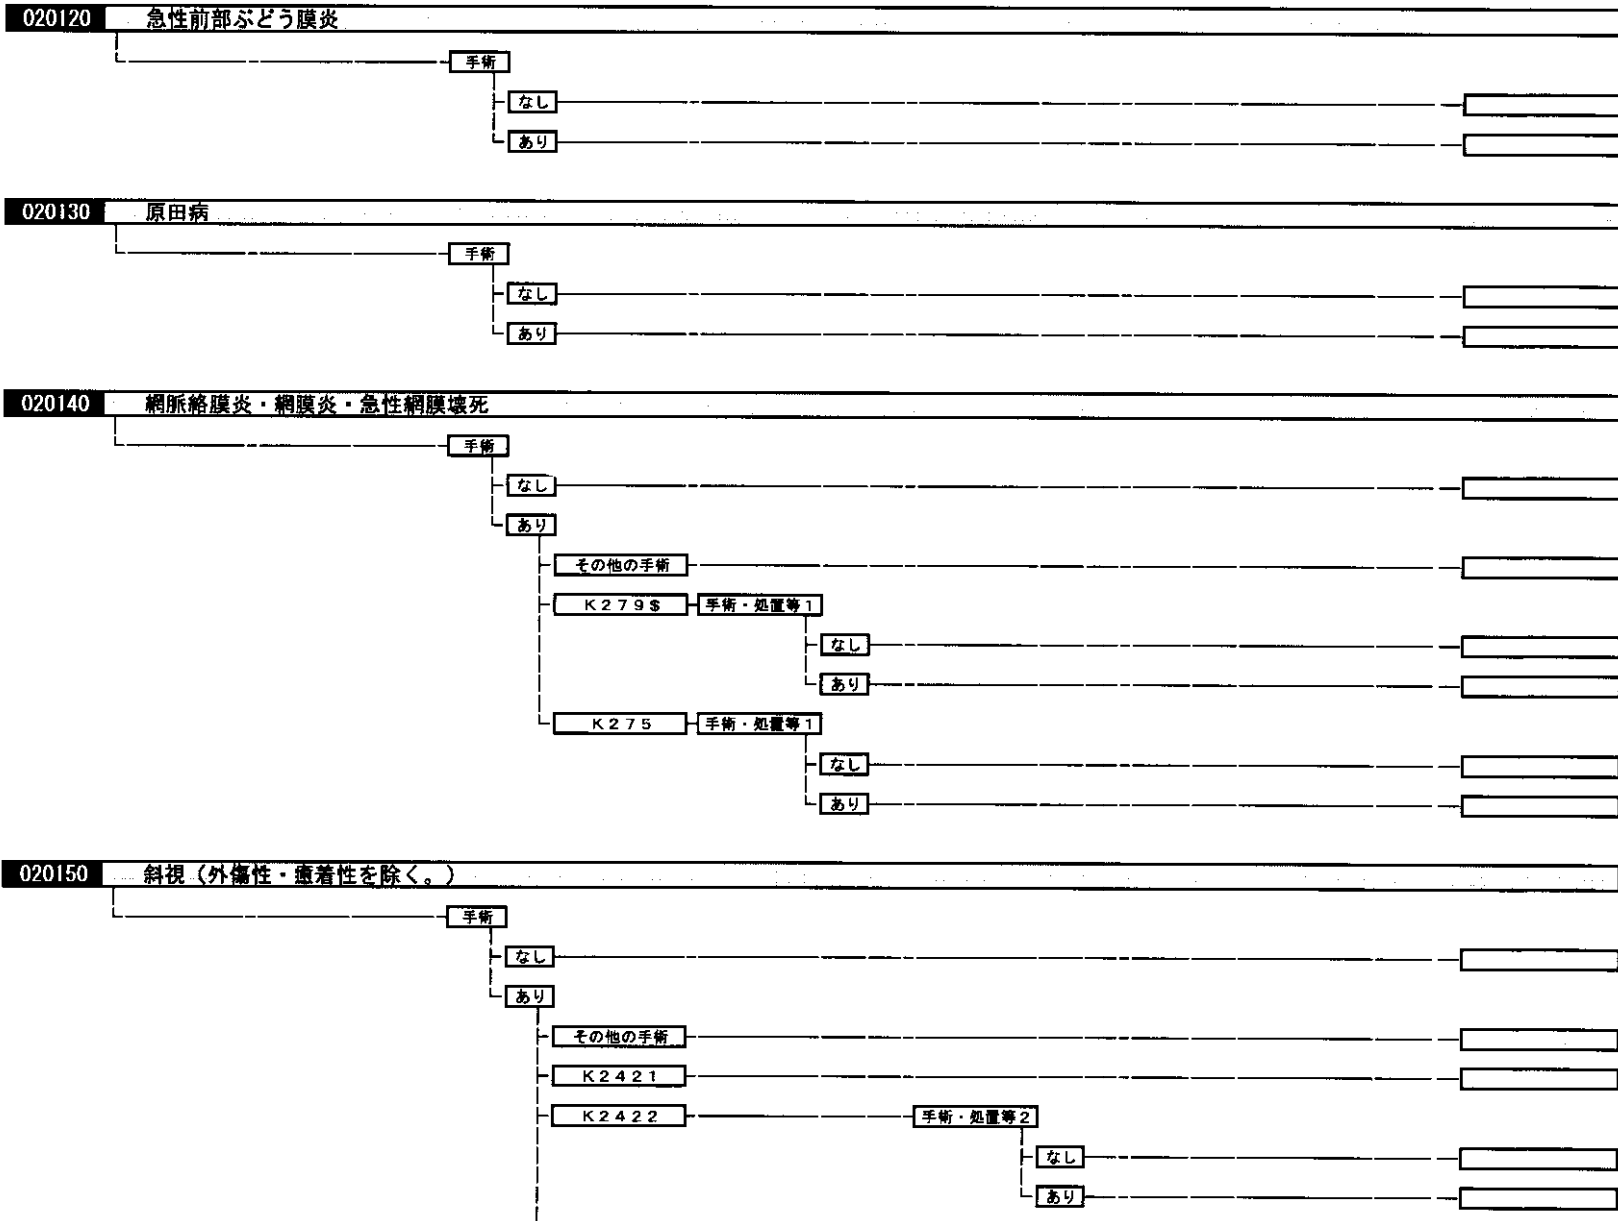 020120 急性前部ぶどう膜炎
手術
なし
あり
020130 原田病
手術
なし
あり
020140 網脈絡膜炎・網膜炎・急性網膜壊死
手術
なし
あり
その他の手術
K279$ 手術・処置等1
なし
あり
K275 手術・処置等1
なし
あり
020150 斜視（外傷性・癒着性を除く。）
手術
なし
あり
その他の手術
K2421
K2422 手術・処置等2
なし
あり